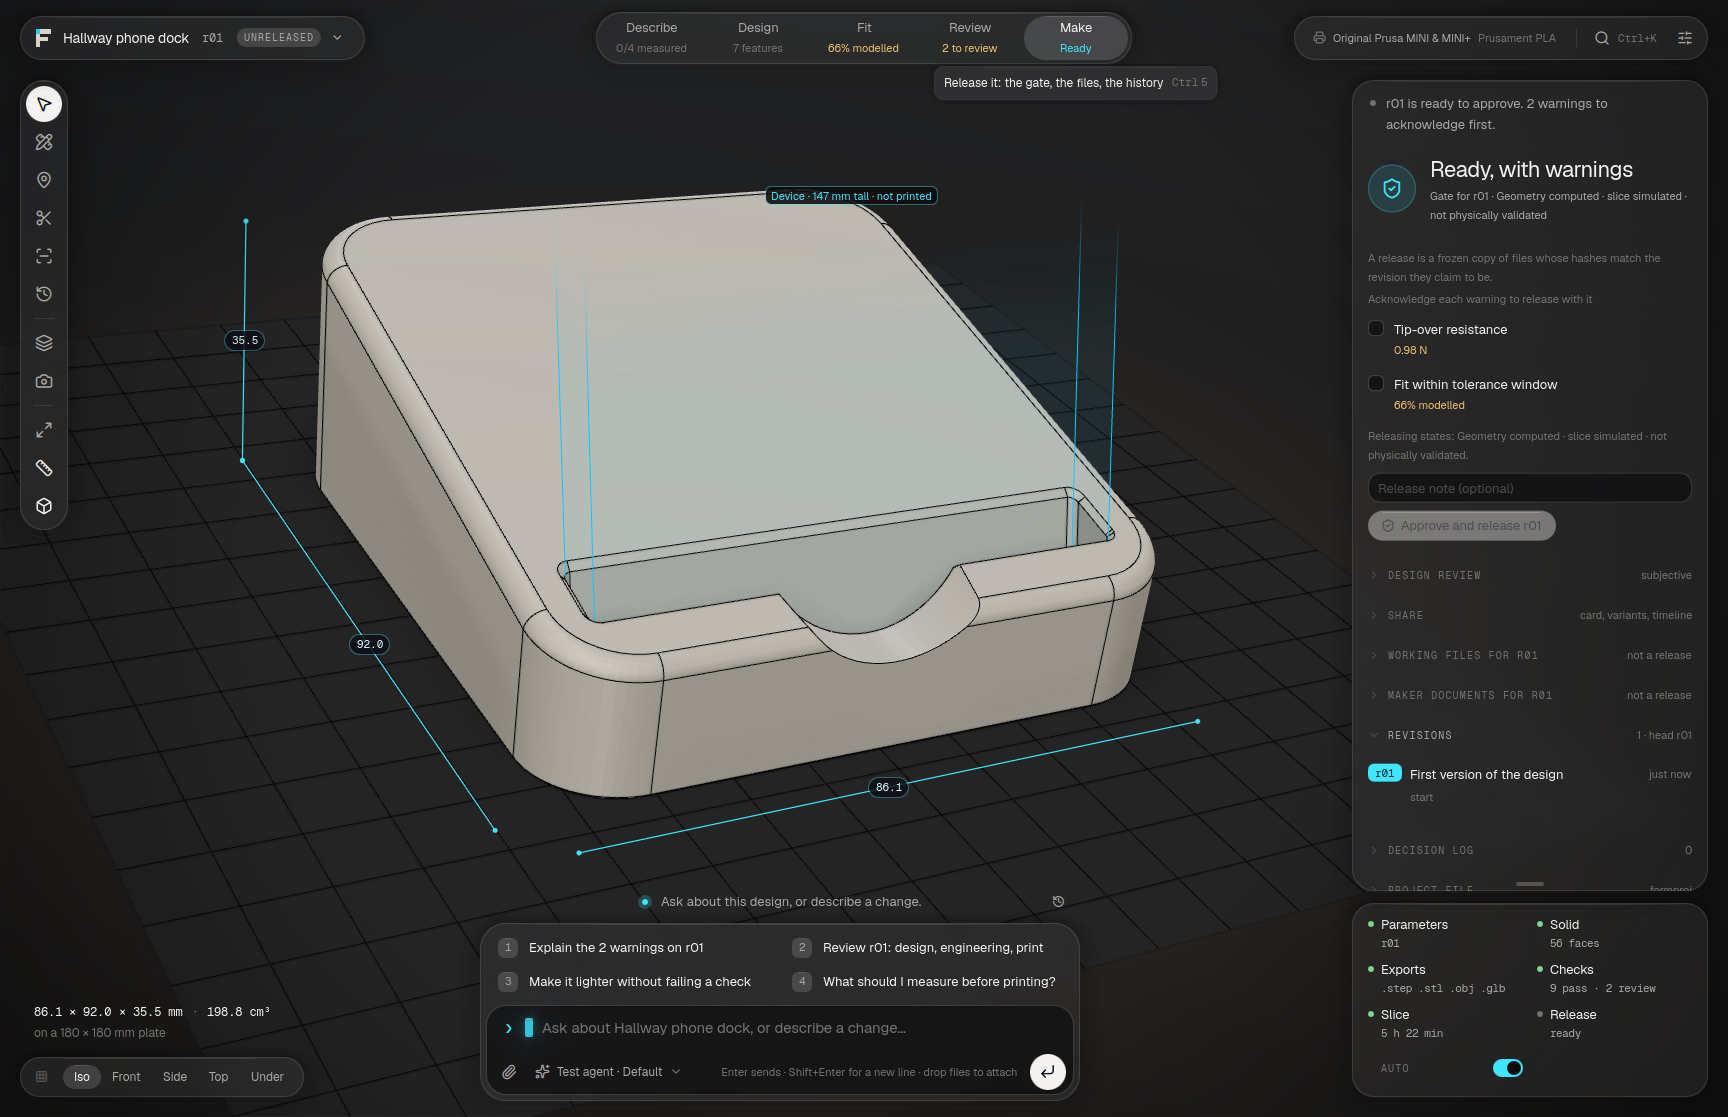 Hallway phone dock r01 UNRELEASED
Describe
0/4 measured
Design
7 features
Fit
66% modelled
Review
2 to review
Make
Ready
Original Prusa MINI & MINI+ Prusament PLA
Ctrl+K
Release it: the gate, the files, the history Ctrl 5
r01 is ready to approve. 2 warnings to
acknowledge first.
Ready, with warnings
Gate for r01 · Geometry computed · slice simulated ·
not physically validated
A release is a frozen copy of files whose hashes match the
revision they claim to be.
Acknowledge each warning to release with it
Tip-over resistance
0.98 N
Fit within tolerance window
66% modelled
Releasing states: Geometry computed · slice simulated · not
physically validated.
Release note (optional)
Approve and release r01
DESIGN REVIEW subjective
SHARE card, variants, timeline
WORKING FILES FOR R01 not a release
MAKER DOCUMENTS FOR R01 not a release
REVISIONS 1 · head r01
r01 First version of the design just now
start
DECISION LOG 0
PROJECT FILE .formproj
Device · 147 mm tall · not printed
35.5
92.0
86.1
Ask about this design, or describe a change.
1 Explain the 2 warnings on r01
2 Review r01: design, engineering, print
3 Make it lighter without failing a check
4 What should I measure before printing?
› Ask about Hallway phone dock, or describe a change...
Test agent · Default
Enter sends · Shift+Enter for a new line · drop files to attach
86.1 × 92.0 × 35.5 mm · 198.8 cm³
on a 180 × 180 mm plate
Iso Front Side Top Under
Parameters
r01
Solid
56 faces
Exports
.step .stl .obj .glb
Checks
9 pass · 2 review
Slice
5 h 22 min
Release
ready
AUTO